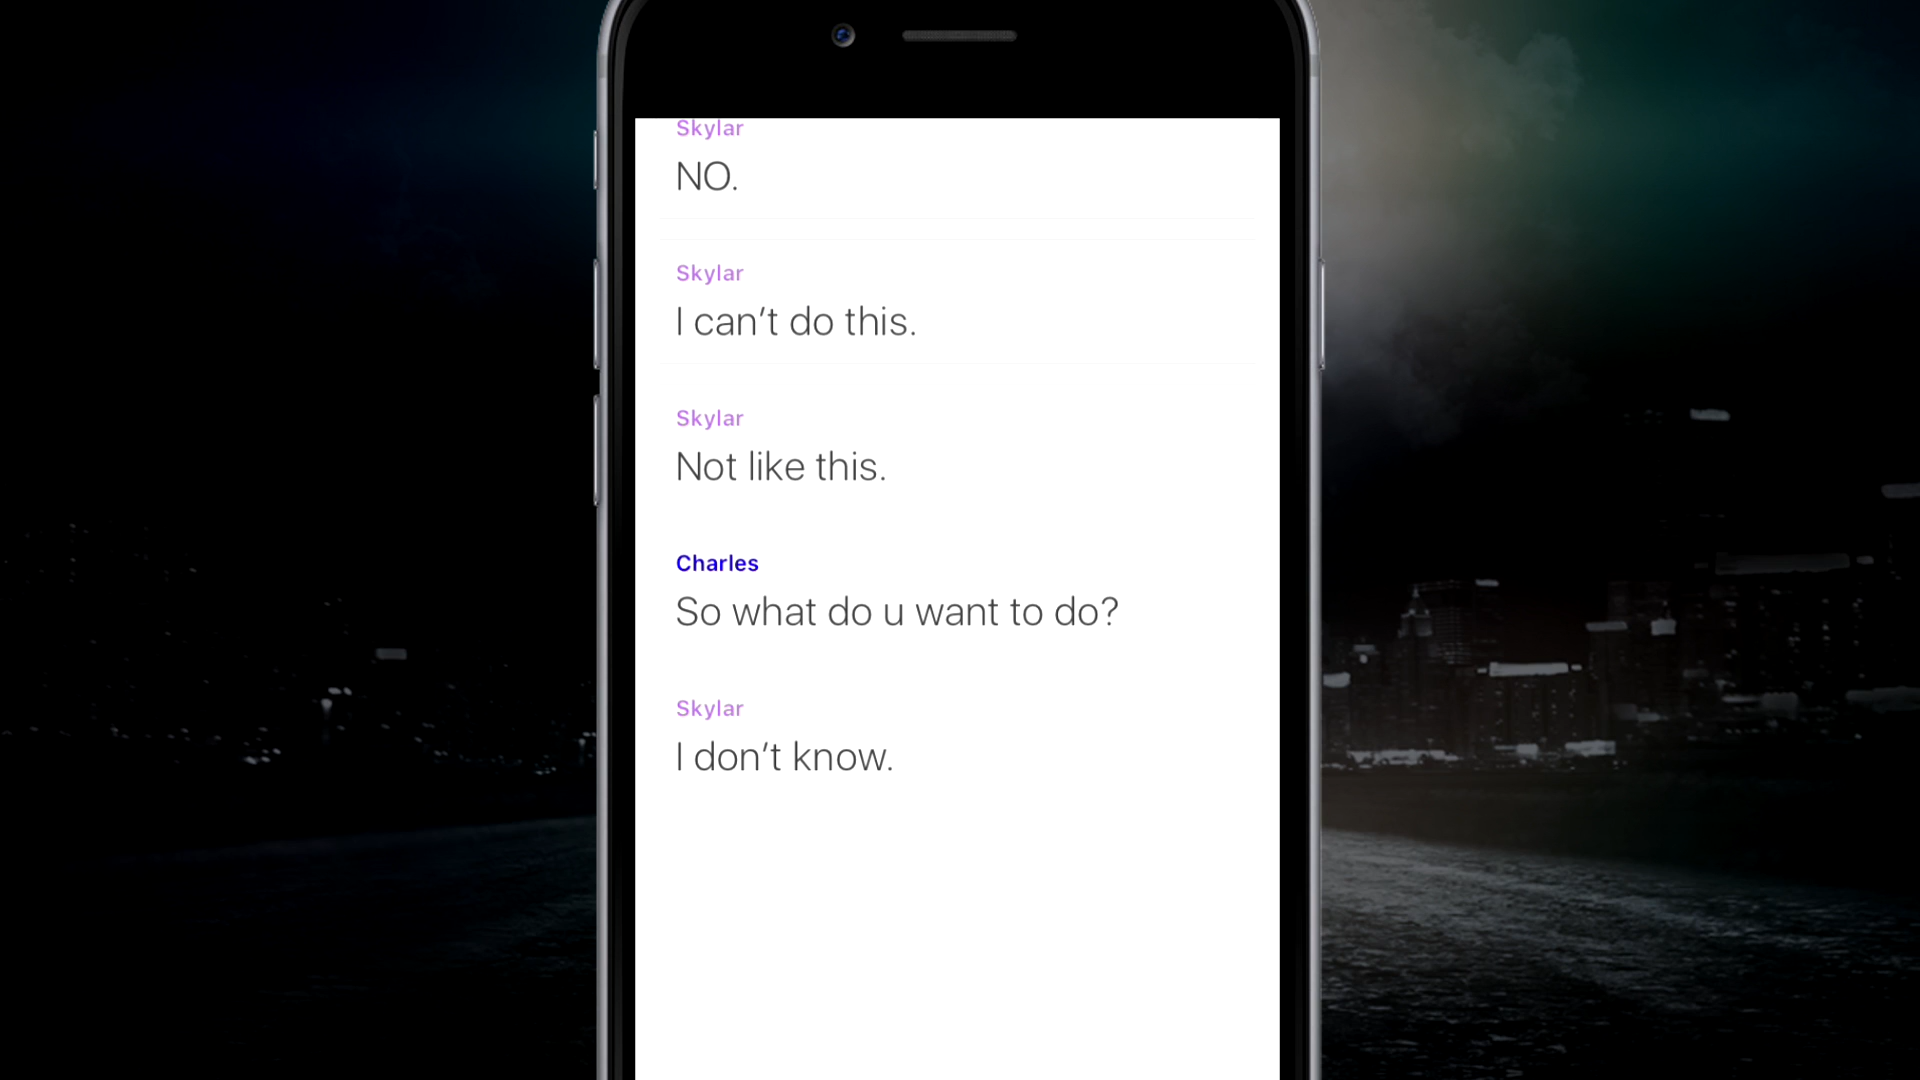 Skylar
NO.
Skylar
I can’t do this.
Skylar
Not like this.
Charles
So what do u want to do?
Skylar
I don’t know.